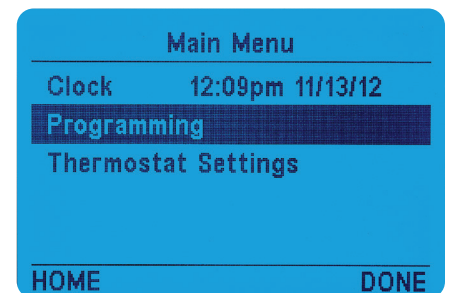 Main Menu
Clock 12:09pm 11/13/12
Programming
Thermostat Settings
HOME DONE